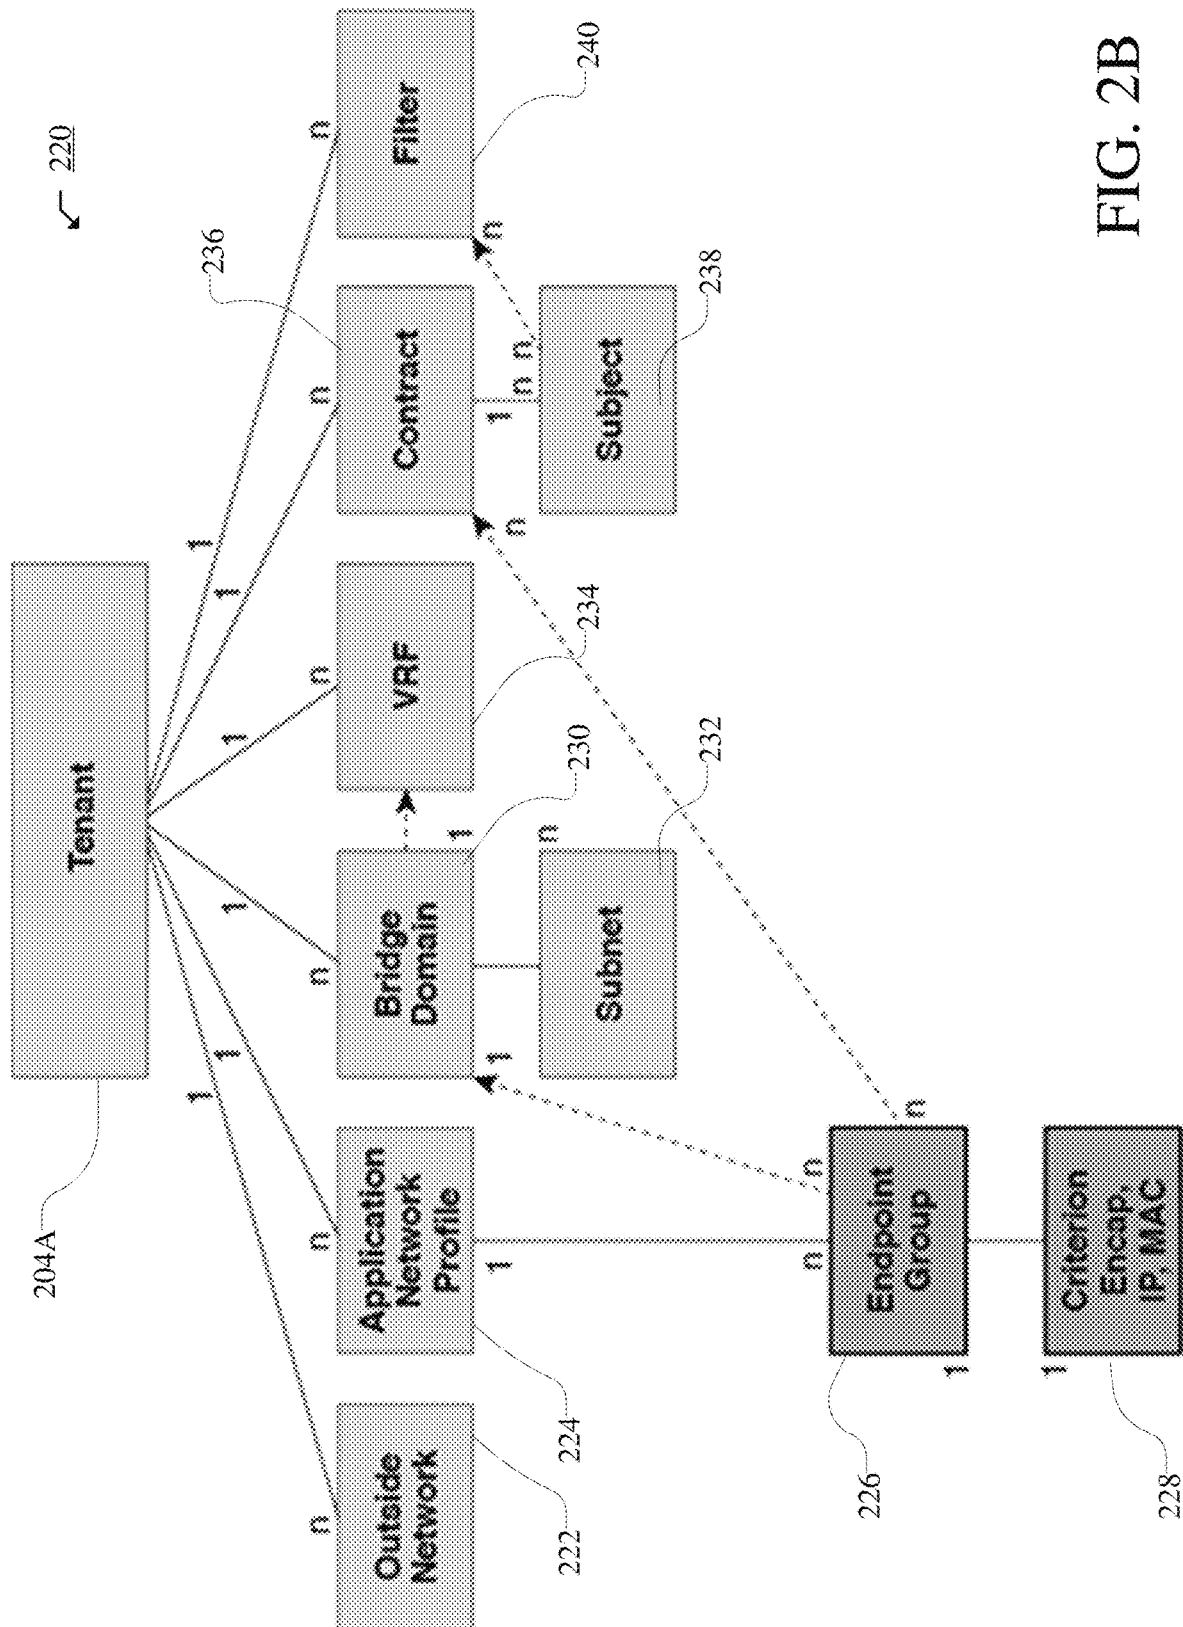 220
204A
Tenant
1
1
1
1
1
1
n
n
n
n
n
n
236
Outside
Network
Application
Network
Profile
Bridge
Domain
VRF
Contract
Filter
222
224
1
1
1
230
234
n
1
n
n
n
240
n
Subnet
232
Subject
238
n
n
n
Endpoint
Group
226
1
1
Criterion
Encap,
IP, MAC
228
FIG. 2B